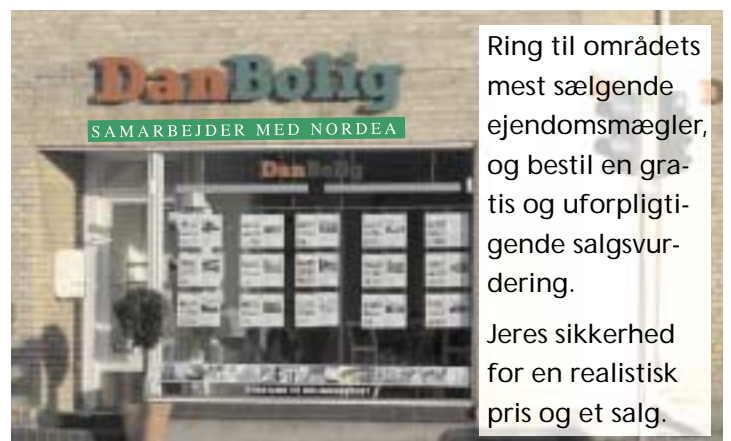 DanBolig
SAMARBEJDER MED NORDEA
DanBolig
Ring til områdets
mest sælgende
ejendomsmægler,
og bestil en gra-
tis og uforpligti-
gende salgsvur-
dering.
Jeres sikkerhed
for en realistisk
pris og et salg.